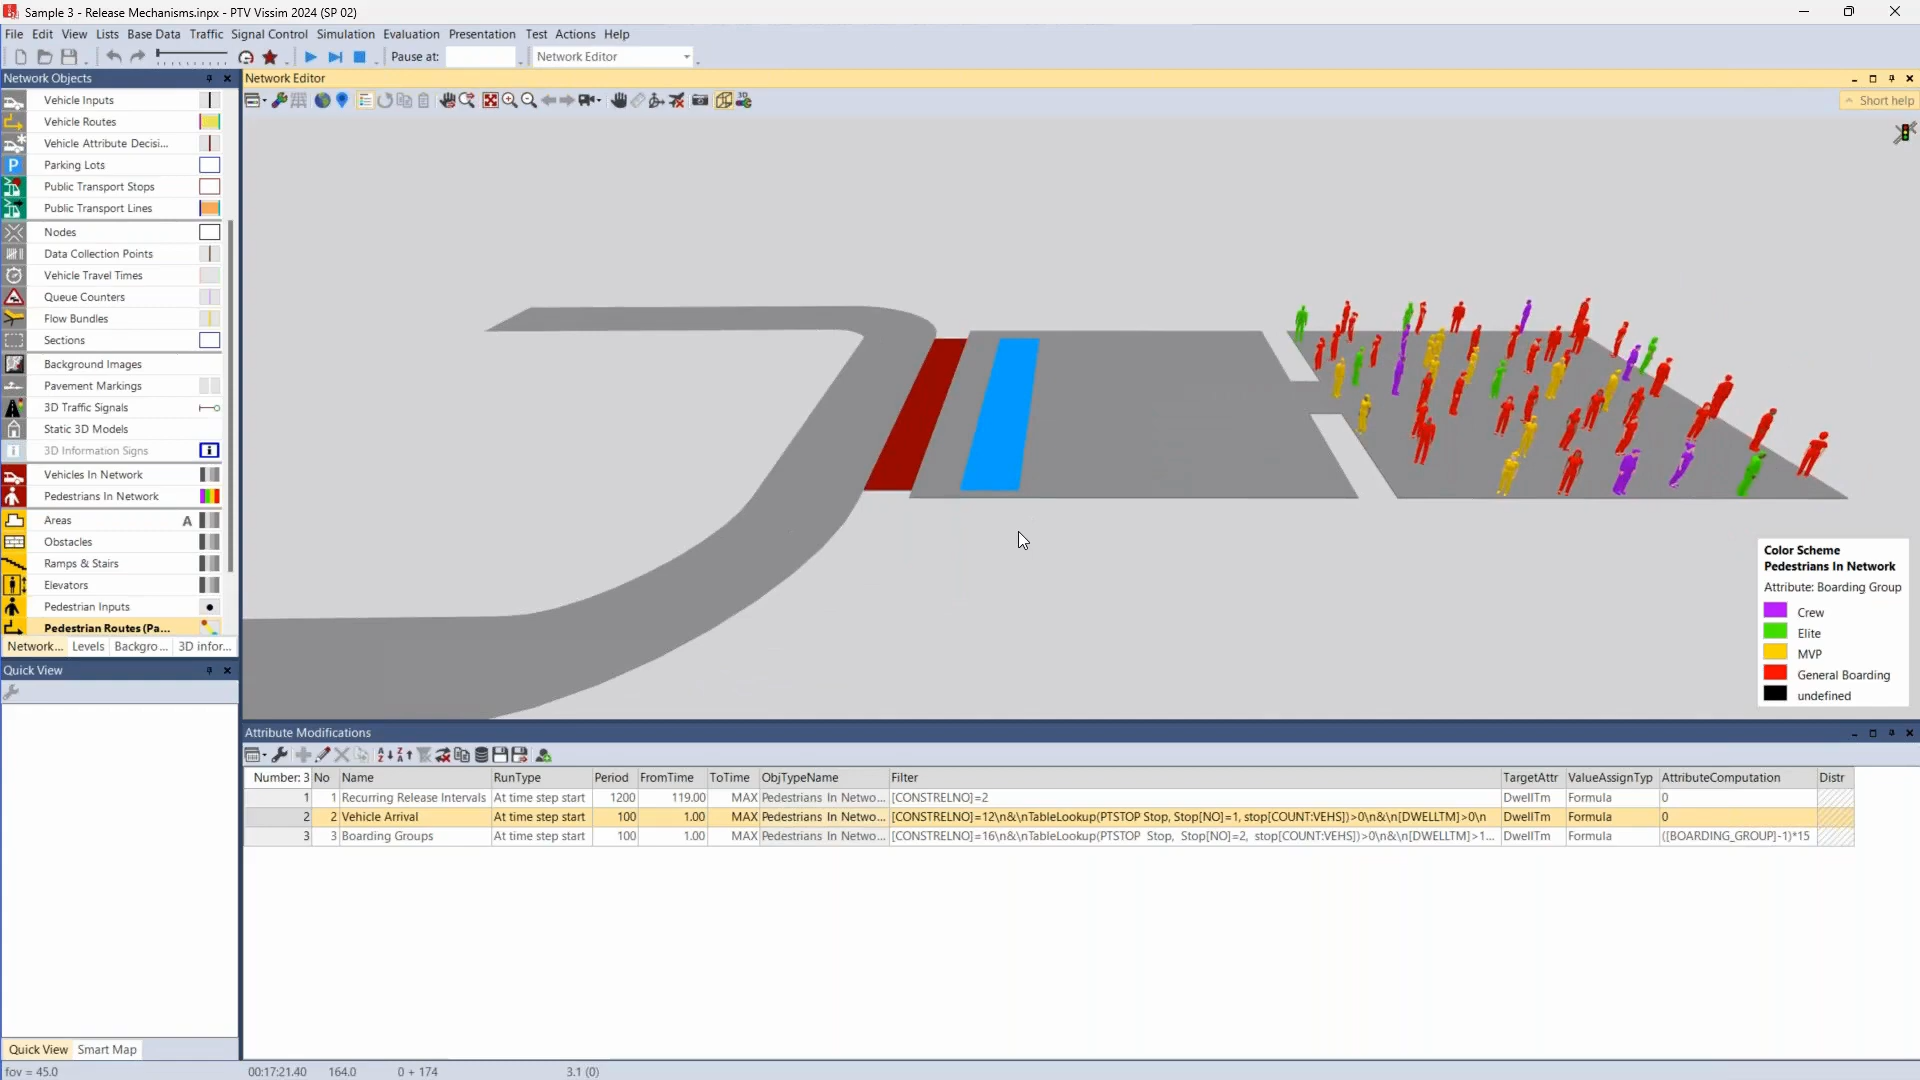 Sample 3 - Release Mechanisms.inpx - PTV Vissim 2024 (SP 02)
File Edit View Lists Base Data Traffic Signal Control Simulation Evaluation Presentation Test Actions Help
Pause at: Network Editor
Network Objects
Network Editor
Short help
Vehicle Inputs
Vehicle Routes
Vehicle Attribute Decisi...
Parking Lots
Public Transport Stops
Public Transport Lines
Nodes
Data Collection Points
Vehicle Travel Times
Queue Counters
Flow Bundles
Sections
Background Images
Pavement Markings
3D Traffic Signals
Static 3D Models
3D Information Signs
Vehicles In Network
Pedestrians In Network
Areas A
Obstacles
Ramps & Stairs
Elevators
Pedestrian Inputs
Pedestrian Routes (Pa...
Network... Levels Backgro... 3D infor...
Color Scheme
Pedestrians In Network
Attribute: Boarding Group
Crew
Elite
MVP
General Boarding
undefined
Quick View
Attribute Modifications
Number: 3 No Name RunType Period FromTime ToTime ObjTypeName Filter TargetAttr ValueAssignTyp AttributeComputation Distr
1 1 Recurring Release Intervals At time step start 1200 119.00 MAX Pedestrians In Netwo... [CONSTRELNO]=2 DwellTm Formula 0
2 2 Vehicle Arrival At time step start 100 1.00 MAX Pedestrians In Netwo... [CONSTRELNO]=12\n&\nTableLookup(PTSTOP Stop, Stop[NO]=1, stop[COUNT:VEHS])>0\n&\n[DWELLTM]>0\n DwellTm Formula 0
3 3 Boarding Groups At time step start 100 1.00 MAX Pedestrians In Netwo... [CONSTRELNO]=16\n&\nTableLookup(PTSTOP Stop, Stop[NO]=2, stop[COUNT:VEHS])>0\n&\n[DWELLTM]>1... DwellTm Formula ([BOARDING_GROUP]-1)*15
Quick View Smart Map
fov = 45.0 00:17:21.40 164.0 0 + 174 3.1 (0)